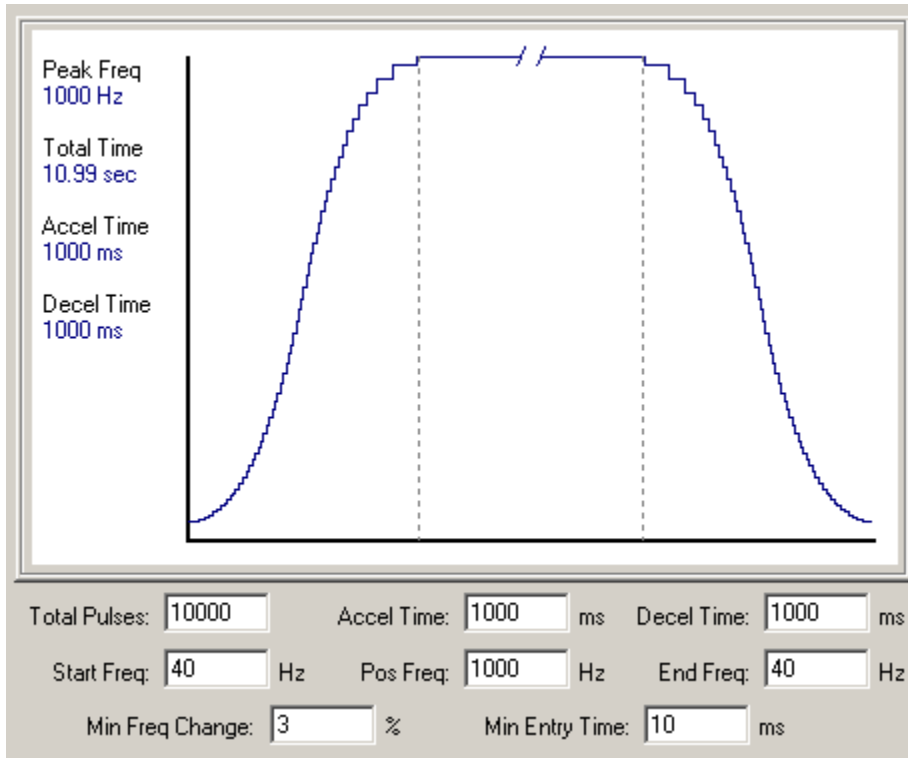 Peak Freq
1000 Hz
Total Time
10.99 sec
Accel Time
1000 ms
Decel Time
1000 ms
Total Pulses: 10000 Accel Time: 1000 ms Decel Time: 1000 ms
Start Freq: 40 Hz Pos Freq: 1000 Hz End Freq: 40 Hz
Min Freq Change: 3 % Min Entry Time: 10 ms